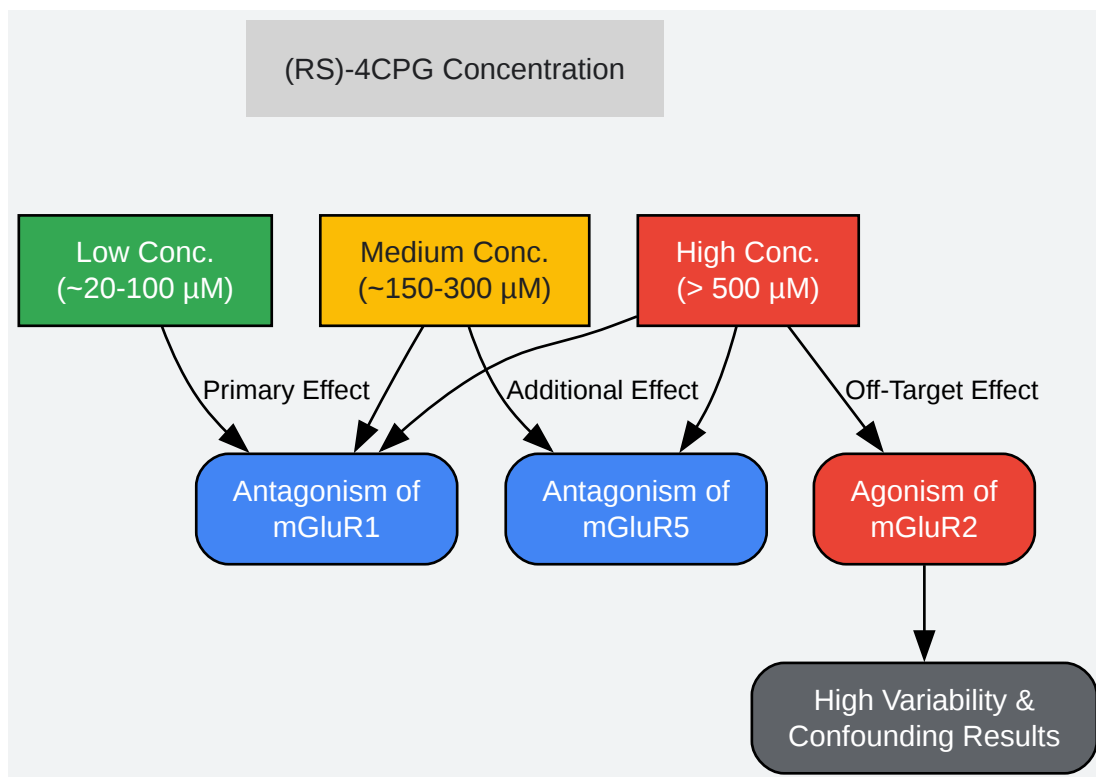 (RS)-4CPG Concentration
Low Conc.
(~20-100 µM)
Medium Conc.
(~150-300 µM)
High Conc.
(> 500 µM)
Primary Effect
Additional Effect
Off-Target Effect
Antagonism of
mGluR1
Antagonism of
mGluR5
Agonism of
mGluR2
High Variability &
Confounding Results